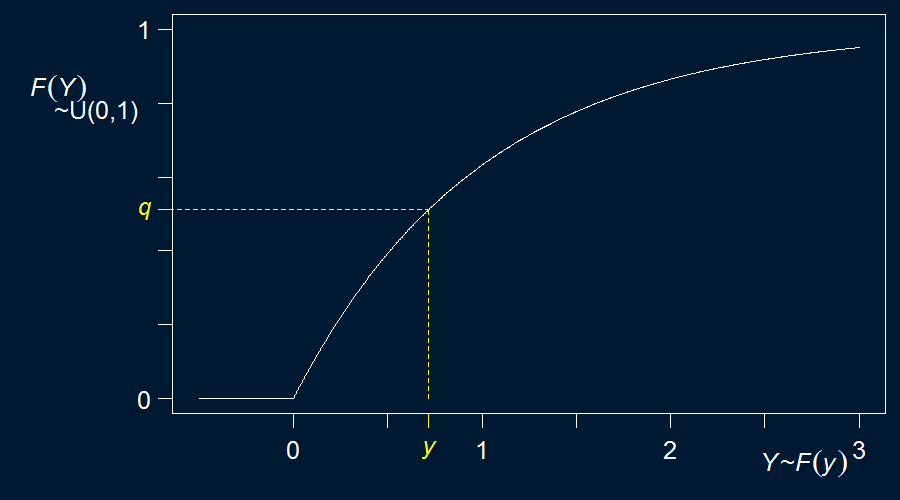 1
F(Y)
~U(0,1)
q
0
0 y 1 2 3
Y~F(y)